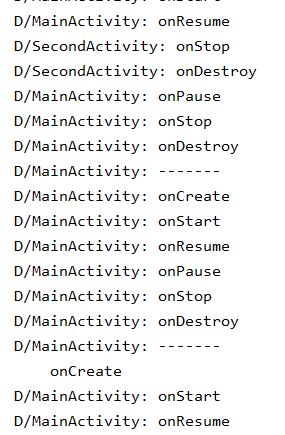 D/MainActivity: onResume
D/SecondActivity: onStop
D/SecondActivity: onDestroy
D/MainActivity: onPause
D/MainActivity: onStop
D/MainActivity: onDestroy
D/MainActivity: -------
D/MainActivity: onCreate
D/MainActivity: onStart
D/MainActivity: onResume
D/MainActivity: onPause
D/MainActivity: onStop
D/MainActivity: onDestroy
D/MainActivity: -------
    onCreate
D/MainActivity: onStart
D/MainActivity: onResume